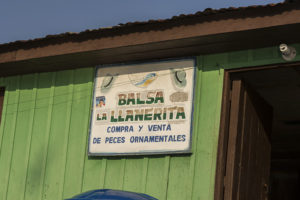 BALSA
LA LLANERITA
COMPRA Y VENTA
DE PECES ORNAMENTALES